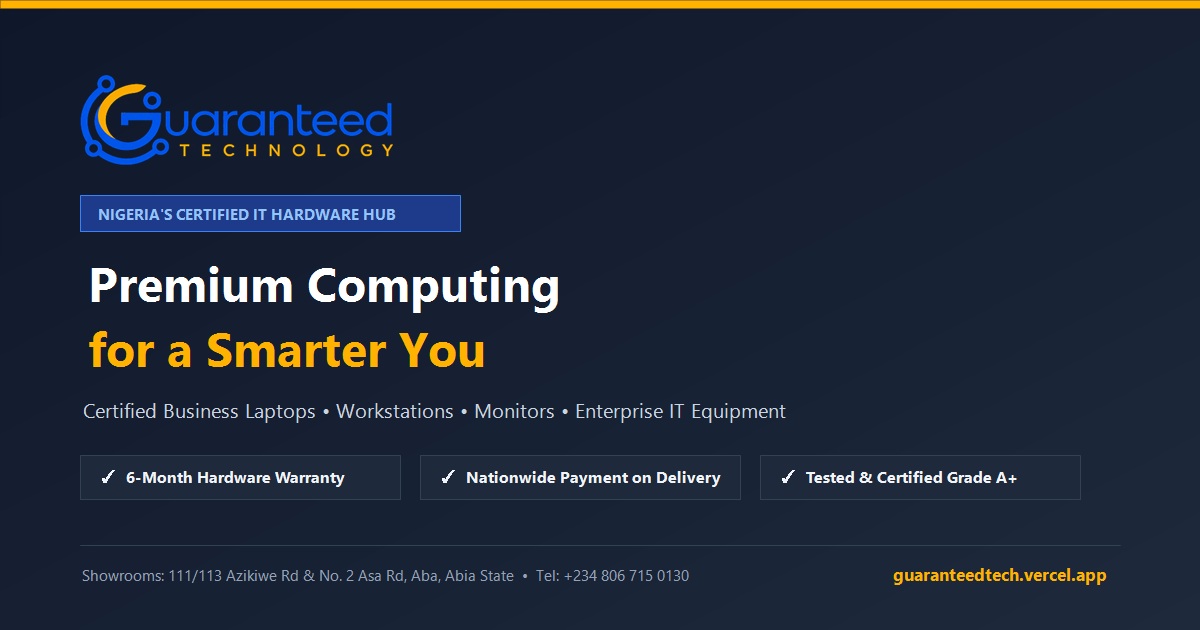 Guaranteed
TECHNOLOGY
NIGERIA'S CERTIFIED IT HARDWARE HUB
Premium Computing
for a Smarter You
Certified Business Laptops • Workstations • Monitors • Enterprise IT Equipment
✓ 6-Month Hardware Warranty
✓ Nationwide Payment on Delivery
✓ Tested & Certified Grade A+
Showrooms: 111/113 Azikiwe Rd & No. 2 Asa Rd, Aba, Abia State • Tel: +234 806 715 0130
guaranteedtech.vercel.app